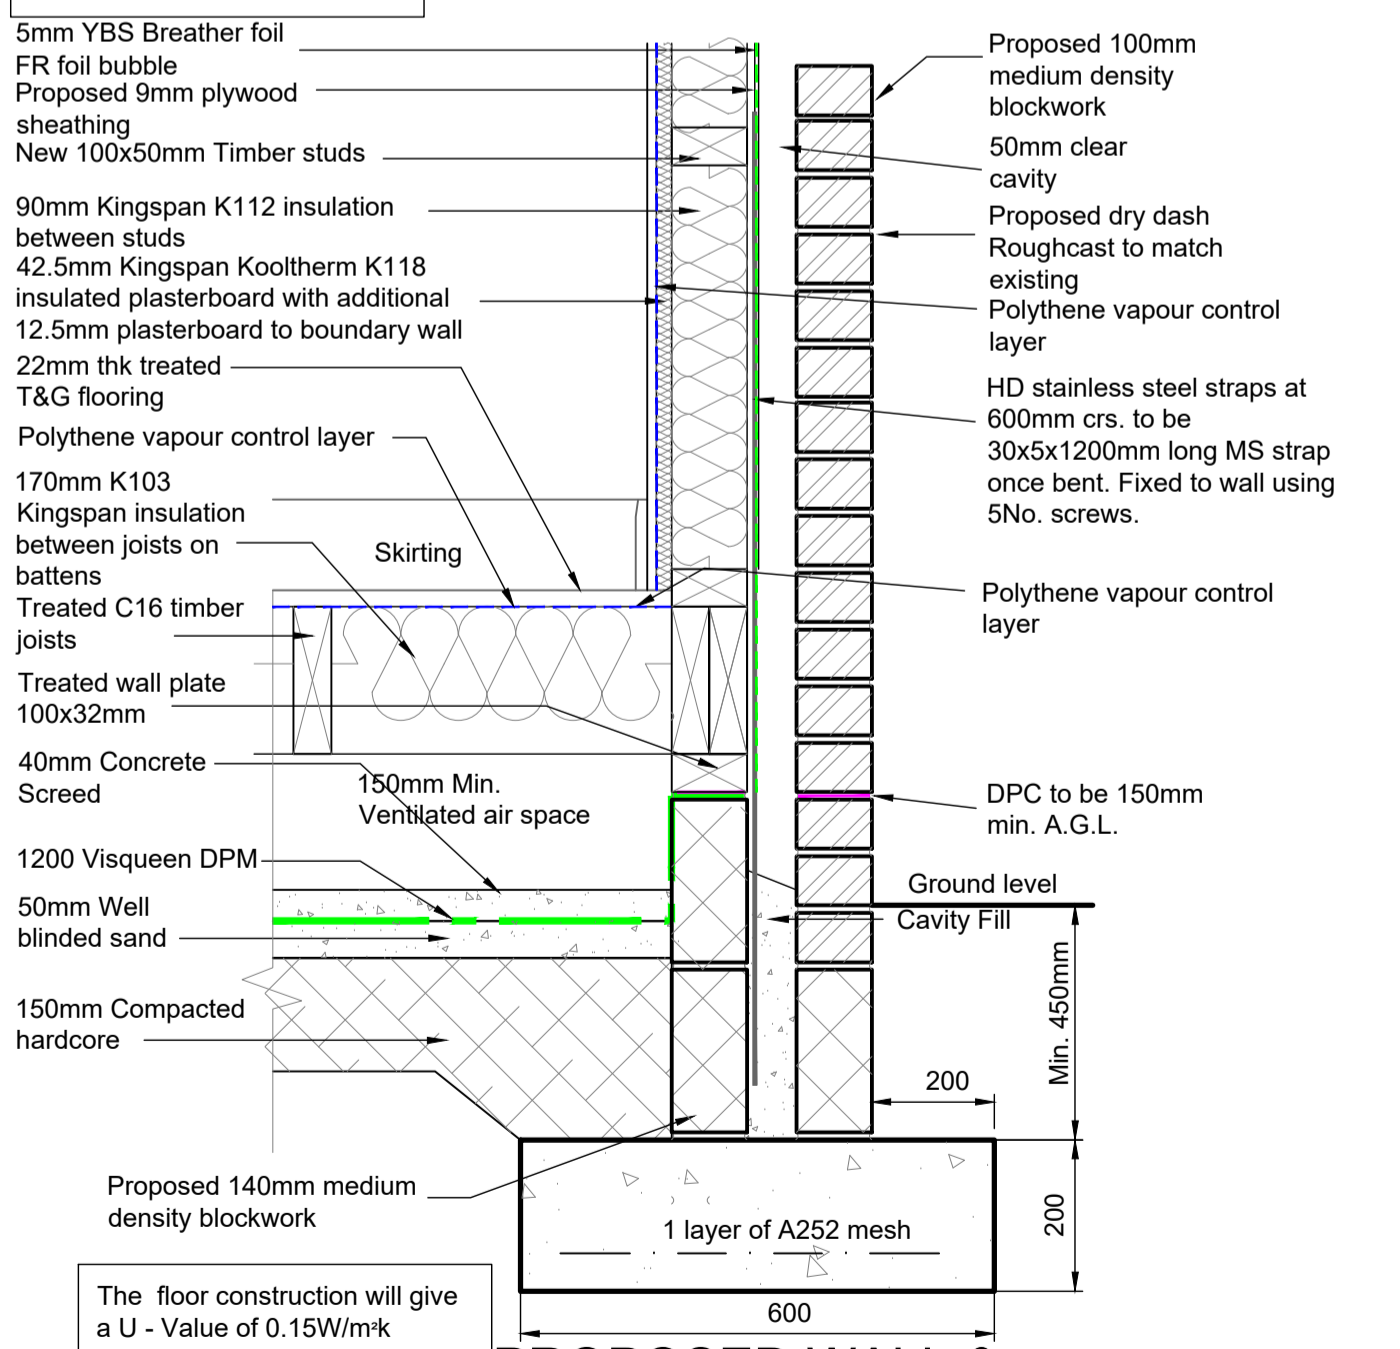 5mm YBS Breather foil
FR foil bubble
Proposed 9mm plywood
sheathing
New 100x50mm Timber studs
90mm Kingspan K112 insulation
between studs
42.5mm Kingspan Kooltherm K118
insulated plasterboard with additional
12.5mm plasterboard to boundary wall
22mm thk treated
T&G flooring
Polythene vapour control layer
170mm K103
Kingspan insulation
between joists on
battens
Skirting
Treated C16 timber
joists
Treated wall plate
100x32mm
40mm Concrete
Screed
150mm Min.
Ventilated air space
1200 Visqueen DPM
50mm Well
blinded sand
150mm Compacted
hardcore
Proposed 140mm medium
density blockwork
The floor construction will give
a U - Value of 0.15W/m²k
Proposed 100mm
medium density
blockwork
50mm clear
cavity
Proposed dry dash
Roughcast to match
existing
Polythene vapour control
layer
HD stainless steel straps at
600mm crs. to be
30x5x1200mm long MS strap
once bent. Fixed to wall using
5No. screws.
Polythene vapour control
layer
DPC to be 150mm
min. A.G.L.
Ground level
Cavity Fill
Min. 450mm
200
200
1 layer of A252 mesh
600